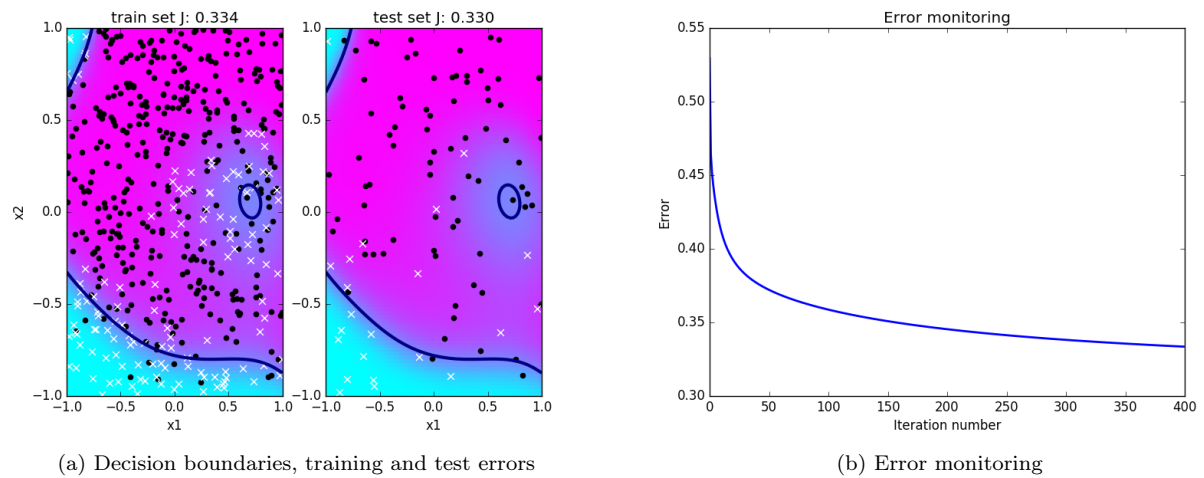 train set J: 0.334
test set J: 0.330
Error monitoring
1.0
0.5
0.0
−0.5
−1.0
x2
−1.0 −0.5 0.0 0.5 1.0
x1
1.0
0.5
0.0
−0.5
−1.0
−1.0 −0.5 0.0 0.5 1.0
x1
0.55
0.50
0.45
0.40
0.35
0.30
Error
0 50 100 150 200 250 300 350 400
Iteration number
(a) Decision boundaries, training and test errors
(b) Error monitoring